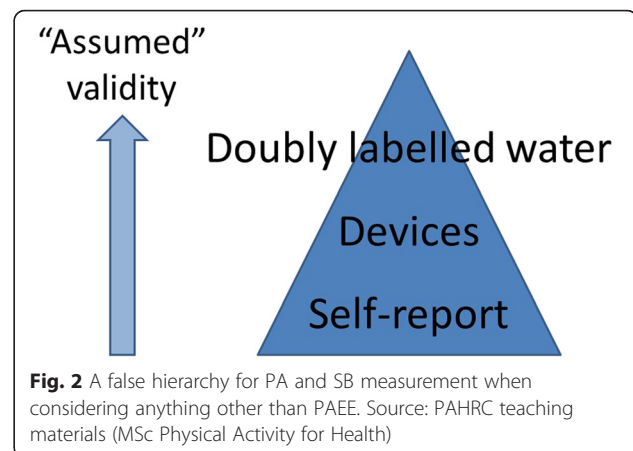 “Assumed”
validity
Doubly labelled water
Devices
Self-report
Fig. 2 A false hierarchy for PA and SB measurement when
considering anything other than PAEE. Source: PAHRC teaching
materials (MSc Physical Activity for Health)